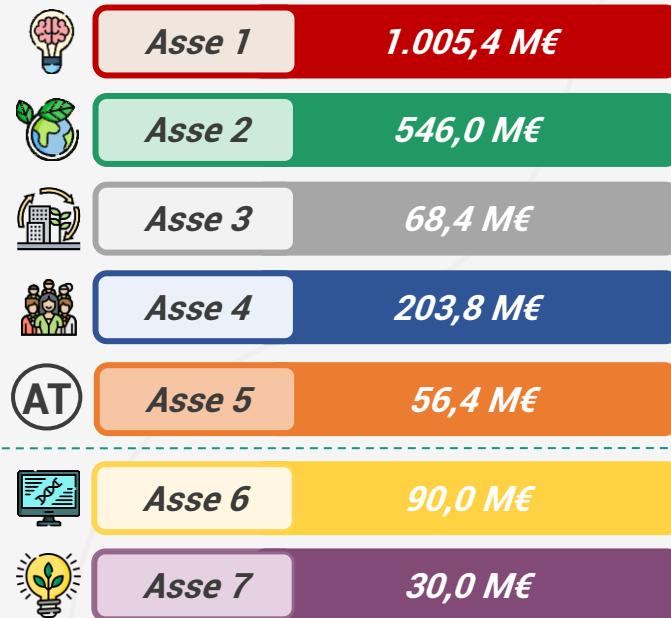 Asse 1 1.005,4 M€
Asse 2 546,0 M€
Asse 3 68,4 M€
Asse 4 203,8 M€
AT Asse 5 56,4 M€
Asse 6 90,0 M€
Asse 7 30,0 M€